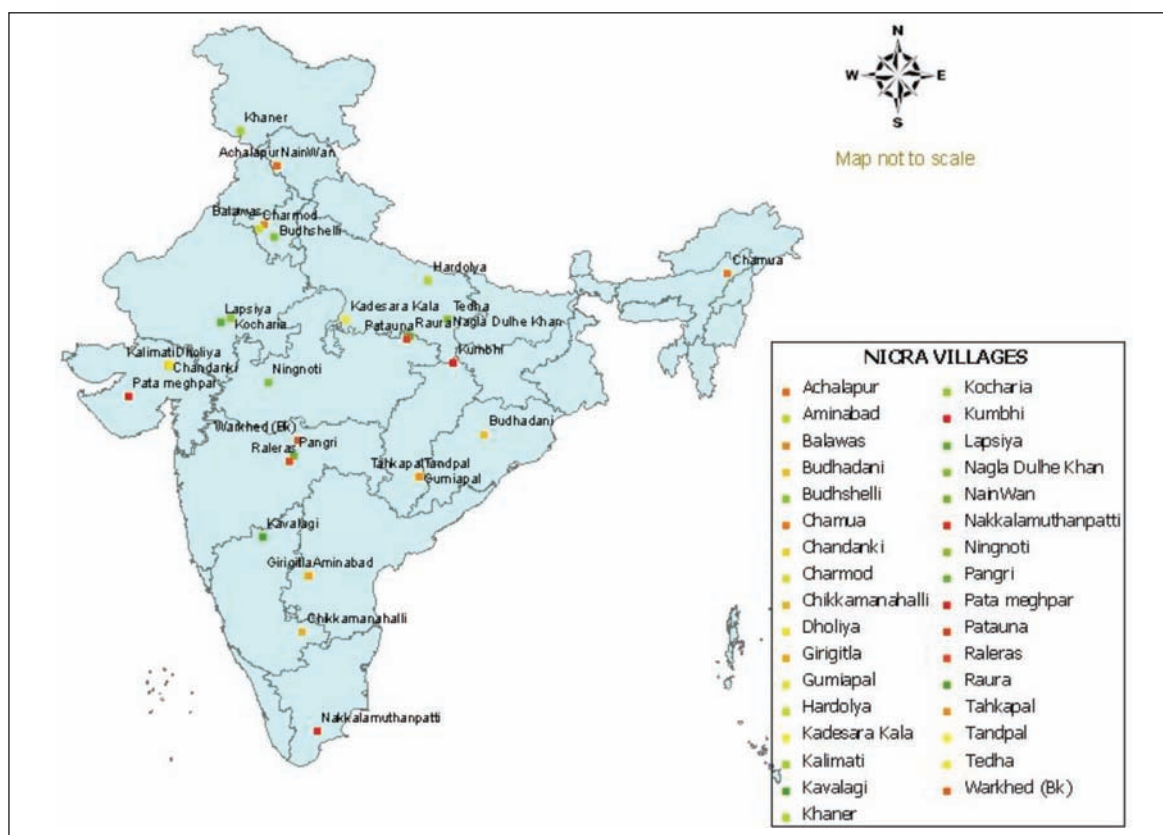 N
W E
S
Map not to scale
Khaner
Achalapur NainWan
Balawas Charmod
Budhshelli
Hardolya
Chamua
Lapsiya
Kocharia
Kadesara Kala
Tedha
Patauna Raura Nagla Dulhe Khan
Kumbhi
Kalimati Dholiya
Chandanki
Pata meghpar
Ningnoti
Warkhed (Bk) Pangri
Raleras
Budhadani
Tahkapal Tandpal
Gumiapal
Kavalagi
Girigitla Aminabad
Chikkamanahalli
Nakkalamuthanpatti
NICRA VILLAGES
Achalapur
Aminabad
Balawas
Budhadani
Budhshelli
Chamua
Chandanki
Charmod
Chikkamanahalli
Dholiya
Girigitla
Gumiapal
Hardolya
Kadesara Kala
Kalimati
Kavalagi
Khaner
Kocharia
Kumbhi
Lapsiya
Nagla Dulhe Khan
NainWan
Nakkalamuthanpatti
Ningnoti
Pangri
Pata meghpar
Patauna
Raleras
Raura
Tahkapal
Tandpal
Tedha
Warkhed (Bk)